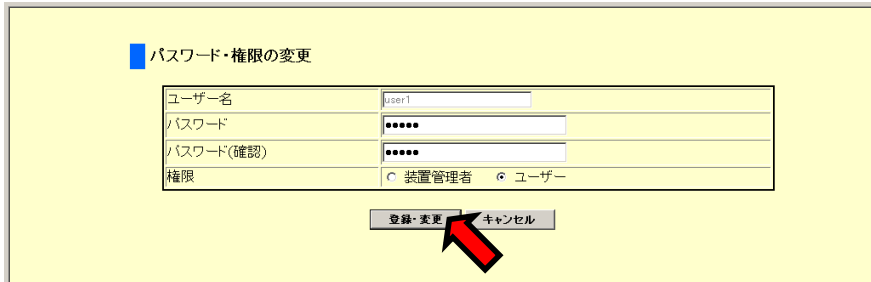 パスワード・権限の変更
ユーザー名 user1
パスワード •••••
パスワード(確認) •••••
権限 装置管理者 ユーザー
登録・変更 キャンセル